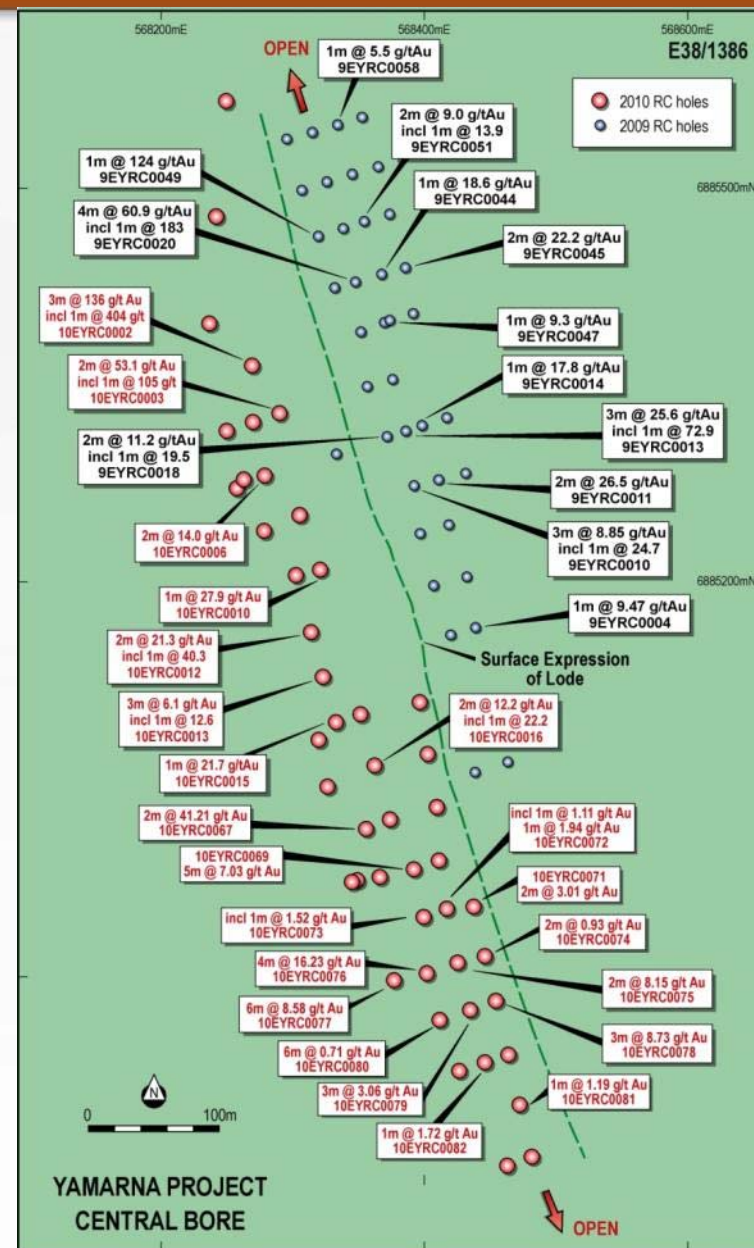 568200mE
568400mE
568600mE
OPEN
1m @ 5.5 g/tAu
9EYRC0058
E38/1386
2010 RC holes
2009 RC holes
2m @ 9.0 g/tAu
incl 1m @ 13.9
9EYRC0051
1m @ 124 g/tAu
9EYRC0049
1m @ 18.6 g/tAu
9EYRC0044
6885500mN
4m @ 60.9 g/tAu
incl 1m @ 183
9EYRC0020
2m @ 22.2 g/tAu
9EYRC0045
3m @ 136 g/t Au
incl 1m @ 404 g/t
10EYRC0002
1m @ 9.3 g/tAu
9EYRC0047
2m @ 53.1 g/t Au
incl 1m @ 105 g/t
10EYRC0003
1m @ 17.8 g/tAu
9EYRC0014
3m @ 25.6 g/tAu
incl 1m @ 72.9
9EYRC0013
2m @ 11.2 g/tAu
incl 1m @ 19.5
9EYRC0018
2m @ 26.5 g/tAu
9EYRC0011
2m @ 14.0 g/t Au
10EYRC0006
3m @ 8.85 g/tAu
incl 1m @ 24.7
9EYRC0010
6885200mN
1m @ 27.9 g/t Au
10EYRC0010
1m @ 9.47 g/tAu
9EYRC0004
2m @ 21.3 g/t Au
incl 1m @ 40.3
10EYRC0012
Surface Expression
of Lode
3m @ 6.1 g/t Au
incl 1m @ 12.6
10EYRC0013
2m @ 12.2 g/t Au
incl 1m @ 22.2
10EYRC0016
1m @ 21.7 g/tAu
10EYRC0015
2m @ 41.21 g/t Au
10EYRC0067
incl 1m @ 1.11 g/t Au
1m @ 1.94 g/t Au
10EYRC0072
10EYRC0069
5m @ 7.03 g/t Au
10EYRC0071
2m @ 3.01 g/t Au
incl 1m @ 1.52 g/t Au
10EYRC0073
2m @ 0.93 g/t Au
10EYRC0074
4m @ 16.23 g/t Au
10EYRC0076
2m @ 8.15 g/t Au
10EYRC0075
6m @ 8.58 g/t Au
10EYRC0077
3m @ 8.73 g/t Au
10EYRC0078
6m @ 0.71 g/t Au
10EYRC0080
3m @ 3.06 g/t Au
10EYRC0079
1m @ 1.19 g/t Au
10EYRC0081
1m @ 1.72 g/t Au
10EYRC0082
N
0
100m
YAMARNA PROJECT
CENTRAL BORE
OPEN